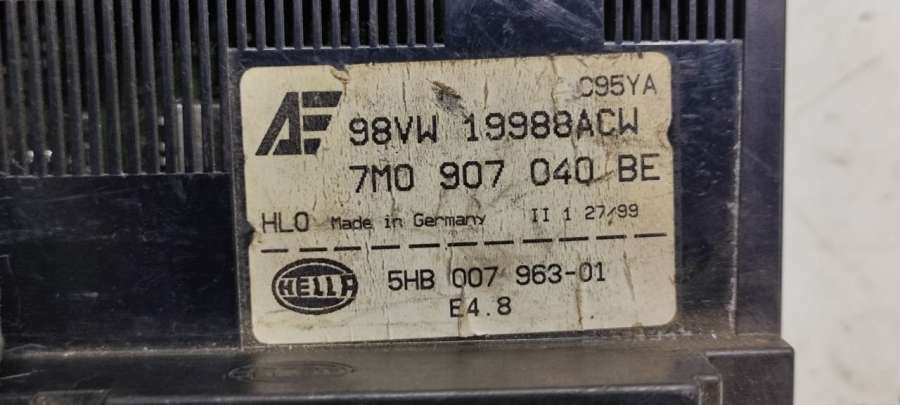 C95YA
AE
98VW 19988ACW
7M0 907 040 BE
HLO Made in Germany II 1 27/99
HELLA 5HB 007 963-01
E4.8